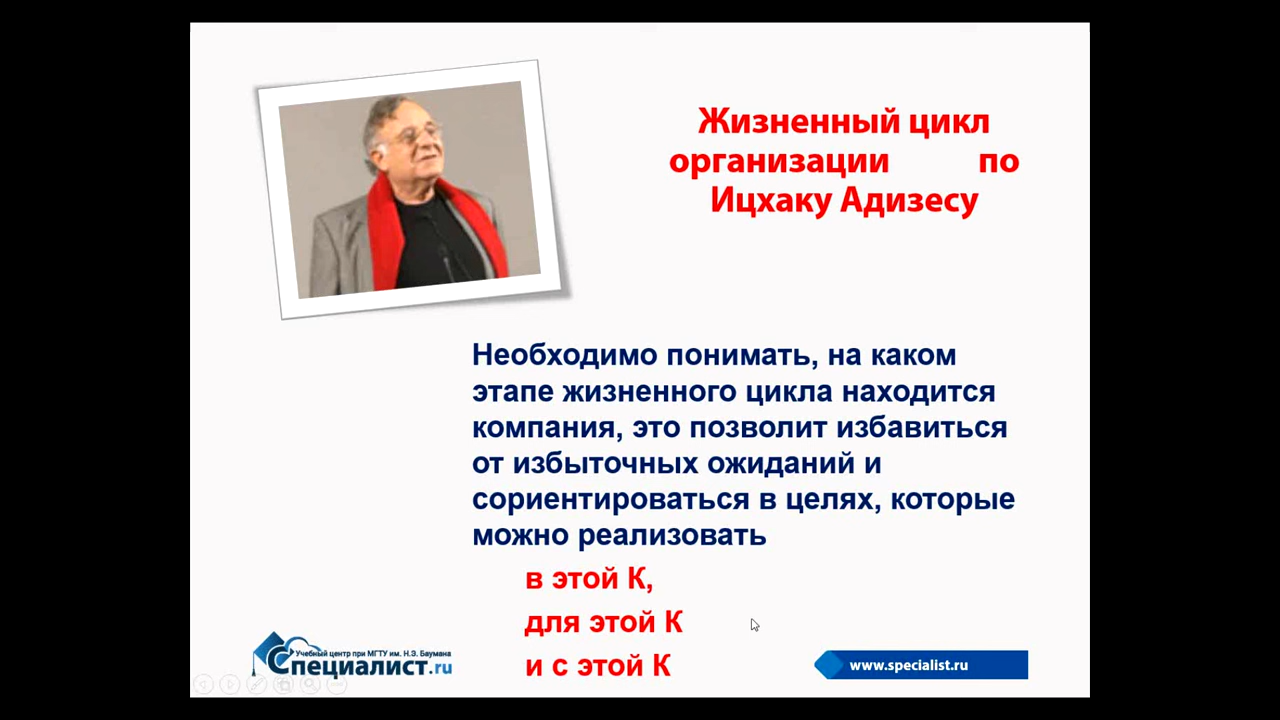 Жизненный цикл
организации по
Ицхаку Адизесу
Необходимо понимать, на каком
этапе жизненного цикла находится
компания, это позволит избавиться
от избыточных ожиданий и
сориентироваться в целях, которые
можно реализовать
в этой К,
для этой К
и с этой К
Учебный центр при МГТУ им. Н.Э. Баумана
Специалист.ru
www.specialist.ru